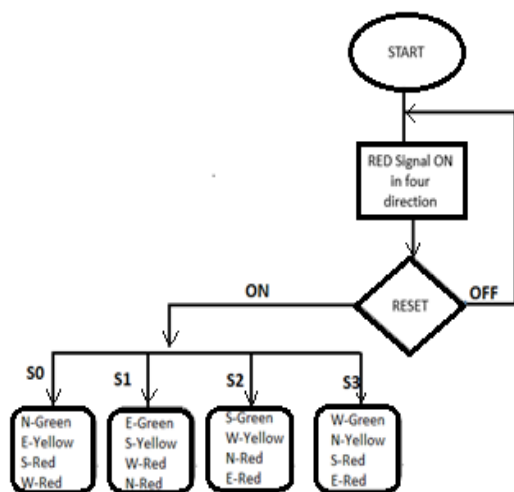 START
RED Signal ON
in four
direction
RESET
OFF
ON
S0
S1
S2
S3
N-Green
E-Yellow
S-Red
W-Red
E-Green
S-Yellow
W-Red
N-Red
S-Green
W-Yellow
N-Red
E-Red
W-Green
N-Yellow
S-Red
E-Red